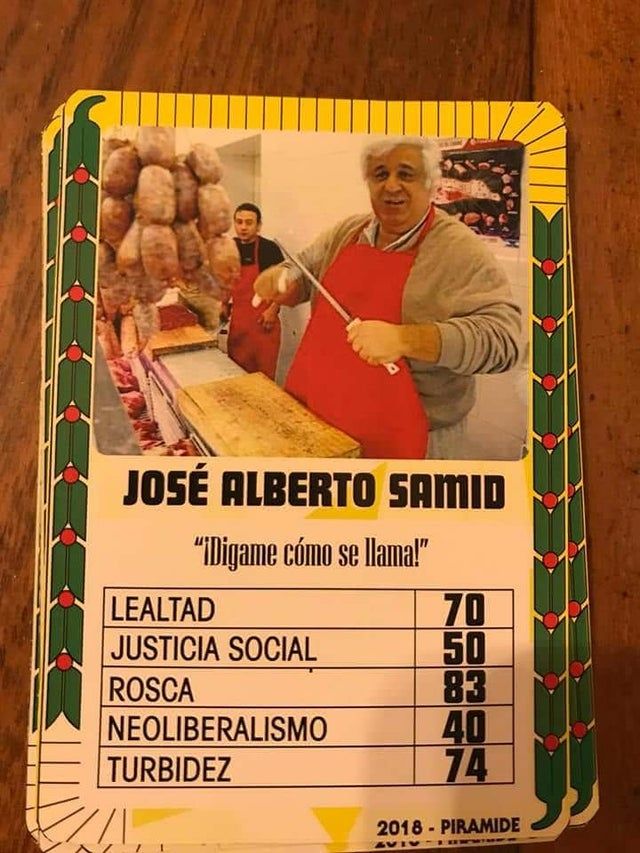 JOSÉ ALBERTO SAMID
“¡Digame cómo se llama!”
LEALTAD 70
JUSTICIA SOCIAL 50
ROSCA 83
NEOLIBERALISMO 40
TURBIDEZ 74
2018 - PIRAMIDE